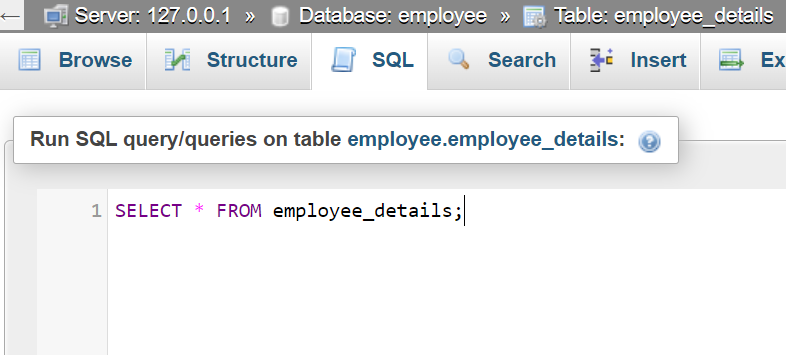 Server: 127.0.0.1 » Database: employee » Table: employee_details
Browse Structure SQL Search Insert Ex
Run SQL query/queries on table employee.employee_details:
1 SELECT * FROM employee_details;